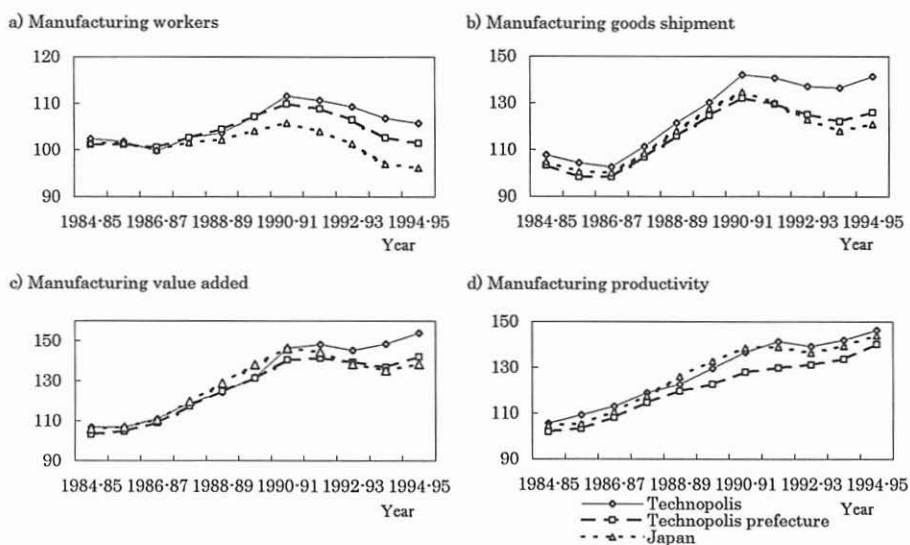 a) Manufacturing workers
120
110
100
90
1984-85 1986-87 1988-89 1990-91 1992-93 1994-95
Year
b) Manufacturing goods shipment
150
130
110
90
1984-85 1986-87 1988-89 1990-91 1992-93 1994-95
Year
c) Manufacturing value added
150
130
110
90
1984-85 1986-87 1988-89 1990-91 1992-93 1994-95
Year
d) Manufacturing productivity
150
130
110
90
1984-85 1986-87 1988-89 1990-91 1992-93 1994-95
Year
Technopolis
Technopolis prefecture
Japan